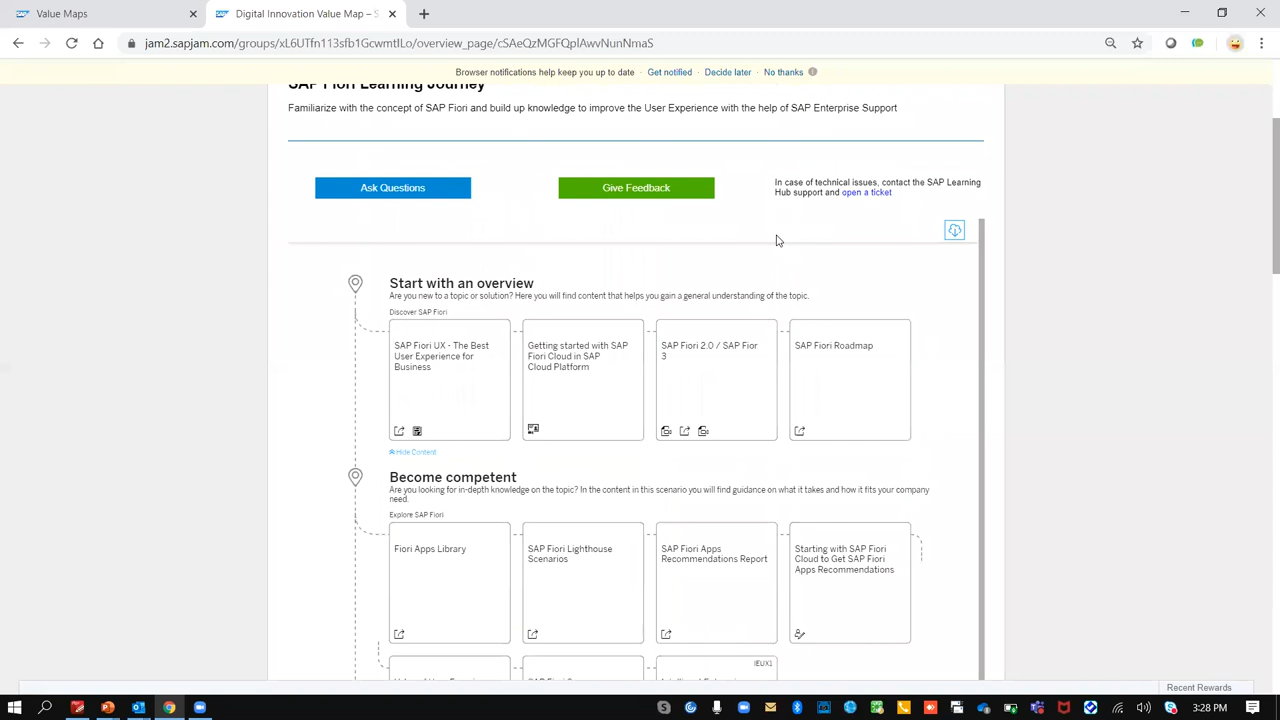 Value Maps
Digital Innovation Value Map – S
jam2.sapjam.com/groups/xL6UTfn113sfb1GcwmtILo/overview_page/cSAeQzMGFQplAwvNunNmaS
Browser notifications help keep you up to date · Get notified · Decide later · No thanks
SAP Fiori Learning Journey
Familiarize with the concept of SAP Fiori and build up knowledge to improve the User Experience with the help of SAP Enterprise Support
Ask Questions
Give Feedback
In case of technical issues, contact the SAP Learning
Hub support and open a ticket
Start with an overview
Are you new to a topic or solution? Here you will find content that helps you gain a general understanding of the topic.
Discover SAP Fiori
SAP Fiori UX - The Best
User Experience for
Business
Getting started with SAP
Fiori Cloud in SAP
Cloud Platform
SAP Fiori 2.0 / SAP Fior
3
SAP Fiori Roadmap
Hide Content
Become competent
Are you looking for in-depth knowledge on the topic? In the content in this scenario you will find guidance on what it takes and how it fits your company
need.
Explore SAP Fiori
Fiori Apps Library
SAP Fiori Lighthouse
Scenarios
SAP Fiori Apps
Recommendations Report
Starting with SAP Fiori
Cloud to Get SAP Fiori
Apps Recommendations
IEUX1
Recent Rewards
3:28 PM